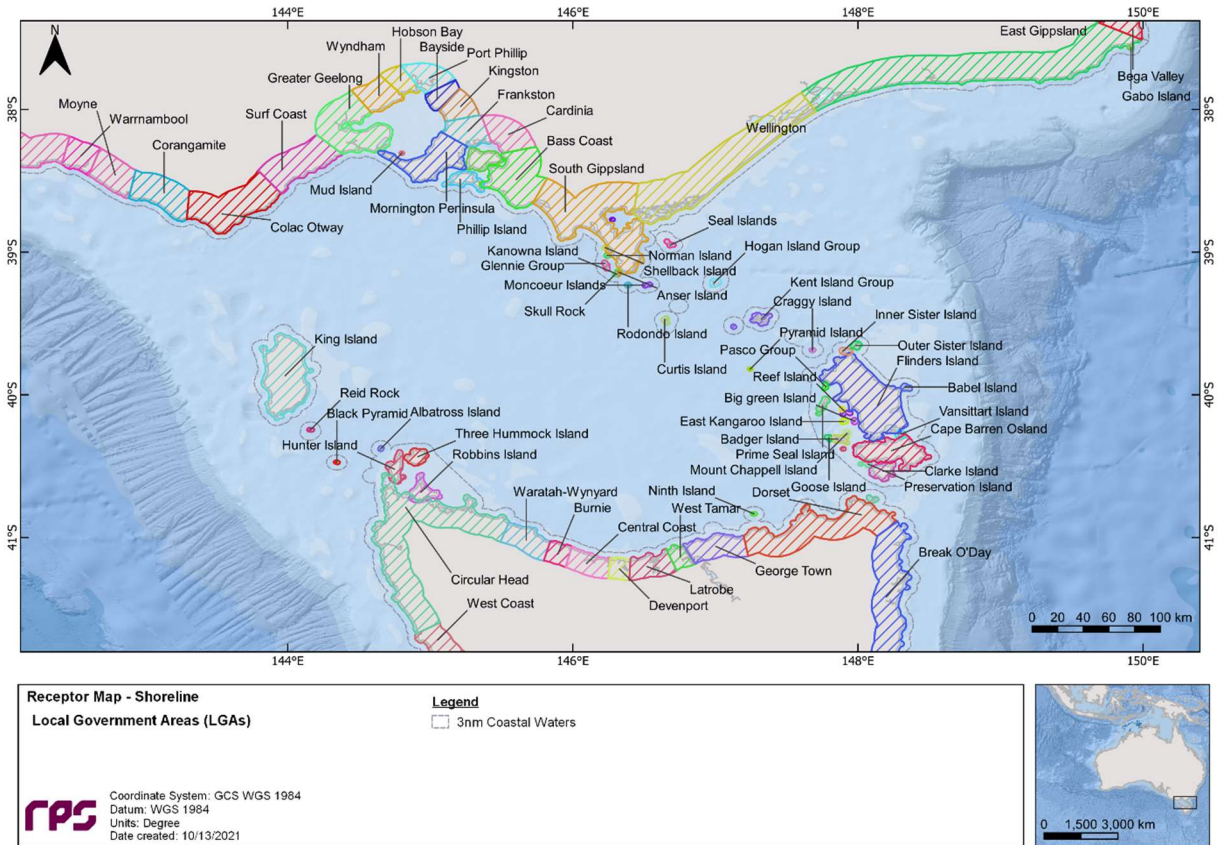 144°E 146°E 148°E 150°E
N
Hobson Bay
Wyndham
Bayside
Port Phillip
Greater Geelong
Kingston
Moyne
Frankston
Surf Coast
Cardinia
Warrnambool
Bass Coast
Corangamite
South Gippsland
East Gippsland
Bega Valley
Gabo Island
Wellington
38°S 38°S
Mud Island
Mornington Peninsula
Colac Otway
Phillip Island
Seal Islands
39°S 39°S
Kanowna Island
Norman Island
Hogan Island Group
Glennie Group
Shellback Island
Moncoeur Islands
Anser Island
Kent Island Group
Skull Rock
Craggy Island
Rodondo Island
Inner Sister Island
Pyramid Island
Outer Sister Island
King Island
Pasco Group
Flinders Island
Curtis Island
Reef Island
Babel Island
40°S 40°S
Reid Rock
Big green Island
Black Pyramid
Albatross Island
Vansittart Island
East Kangaroo Island
Cape Barren Osland
Three Hummock Island
Badger Island
Hunter Island
Robbins Island
Prime Seal Island
Mount Chappell Island
Clarke Island
Goose Island
Preservation Island
Waratah-Wynyard
Ninth Island
Dorset
Burnie
West Tamar
Central Coast
41°S 41°S
Break O'Day
George Town
Circular Head
Latrobe
West Coast
Devenport
0 20 40 60 80 100 km
144°E 146°E 148°E 150°E
Receptor Map - Shoreline
Local Government Areas (LGAs)
Legend
3nm Coastal Waters
rps
Coordinate System: GCS WGS 1984
Datum: WGS 1984
Units: Degree
Date created: 10/13/2021
0 1,500 3,000 km